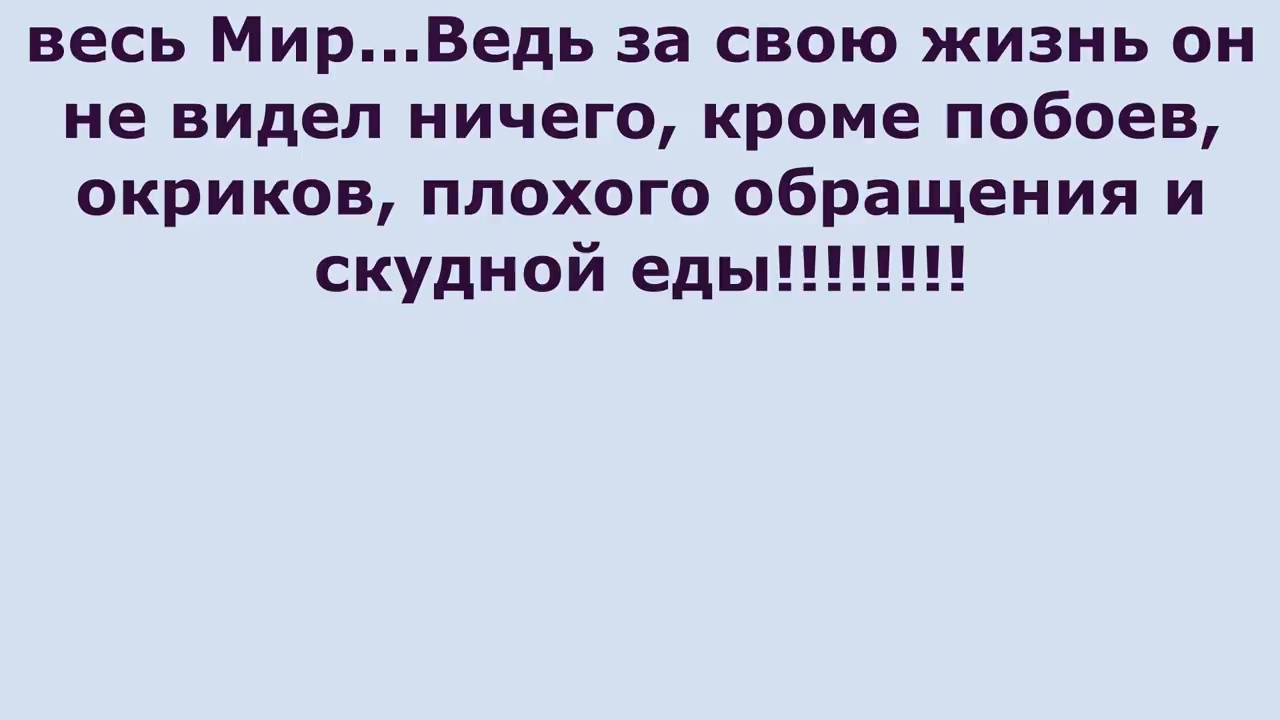 весь Мир...Ведь за свою жизнь он
не видел ничего, кроме побоев,
окриков, плохого обращения и
скудной еды!!!!!!!!